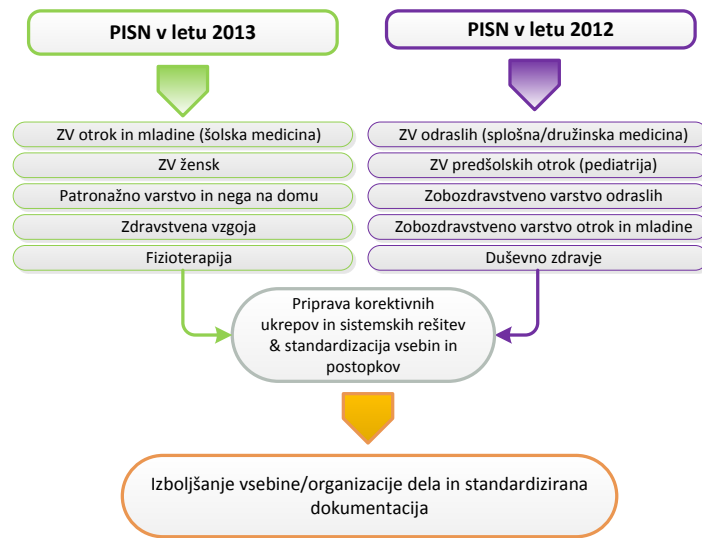 PISN v letu 2013
ZV otrok in mladine (šolska medicina)
ZV žensk
Patronažno varstvo in nega na domu
Zdravstvena vzgoja
Fizioterapija
PISN v letu 2012
ZV odraslih (splošna/družinska medicina)
ZV predšolskih otrok (pediatrija)
Zobozdravstveno varstvo odraslih
Zobozdravstveno varstvo otrok in mladine
Duševno zdravje
Priprava korektivnih
ukrepov in sistemskih rešitev
& standardizacija vsebin in
postopkov
Izboljšanje vsebine/organizacije dela in standardizirana
dokumentacija